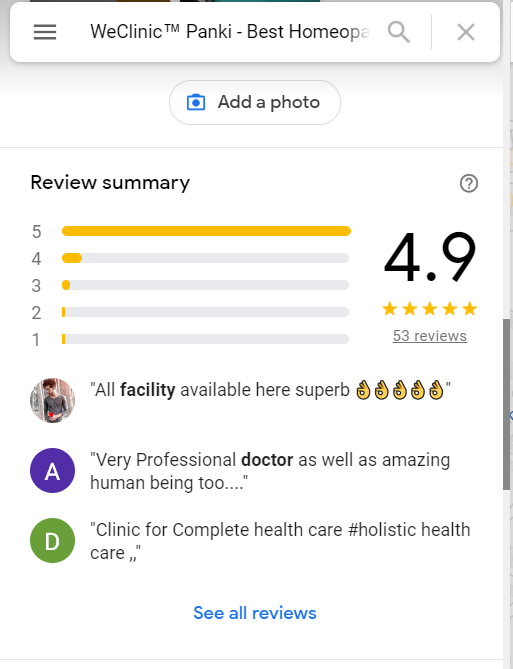 WeClinic™ Panki - Best Homeopa
Add a photo
Review summary
5
4
3
2
1
4.9
53 reviews
"All facility available here superb 👌👌👌👌👌"
A
"Very Professional doctor as well as amazing
human being too...."
D
"Clinic for Complete health care #holistic health
care ,,"
See all reviews